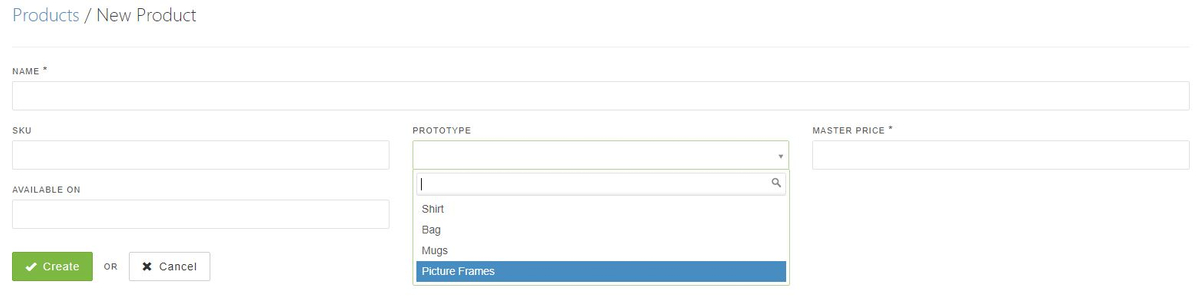 Products / New Product
NAME *
SKU
PROTOTYPE
MASTER PRICE *
AVAILABLE ON
Shirt
Bag
Mugs
Picture Frames
Create OR Cancel